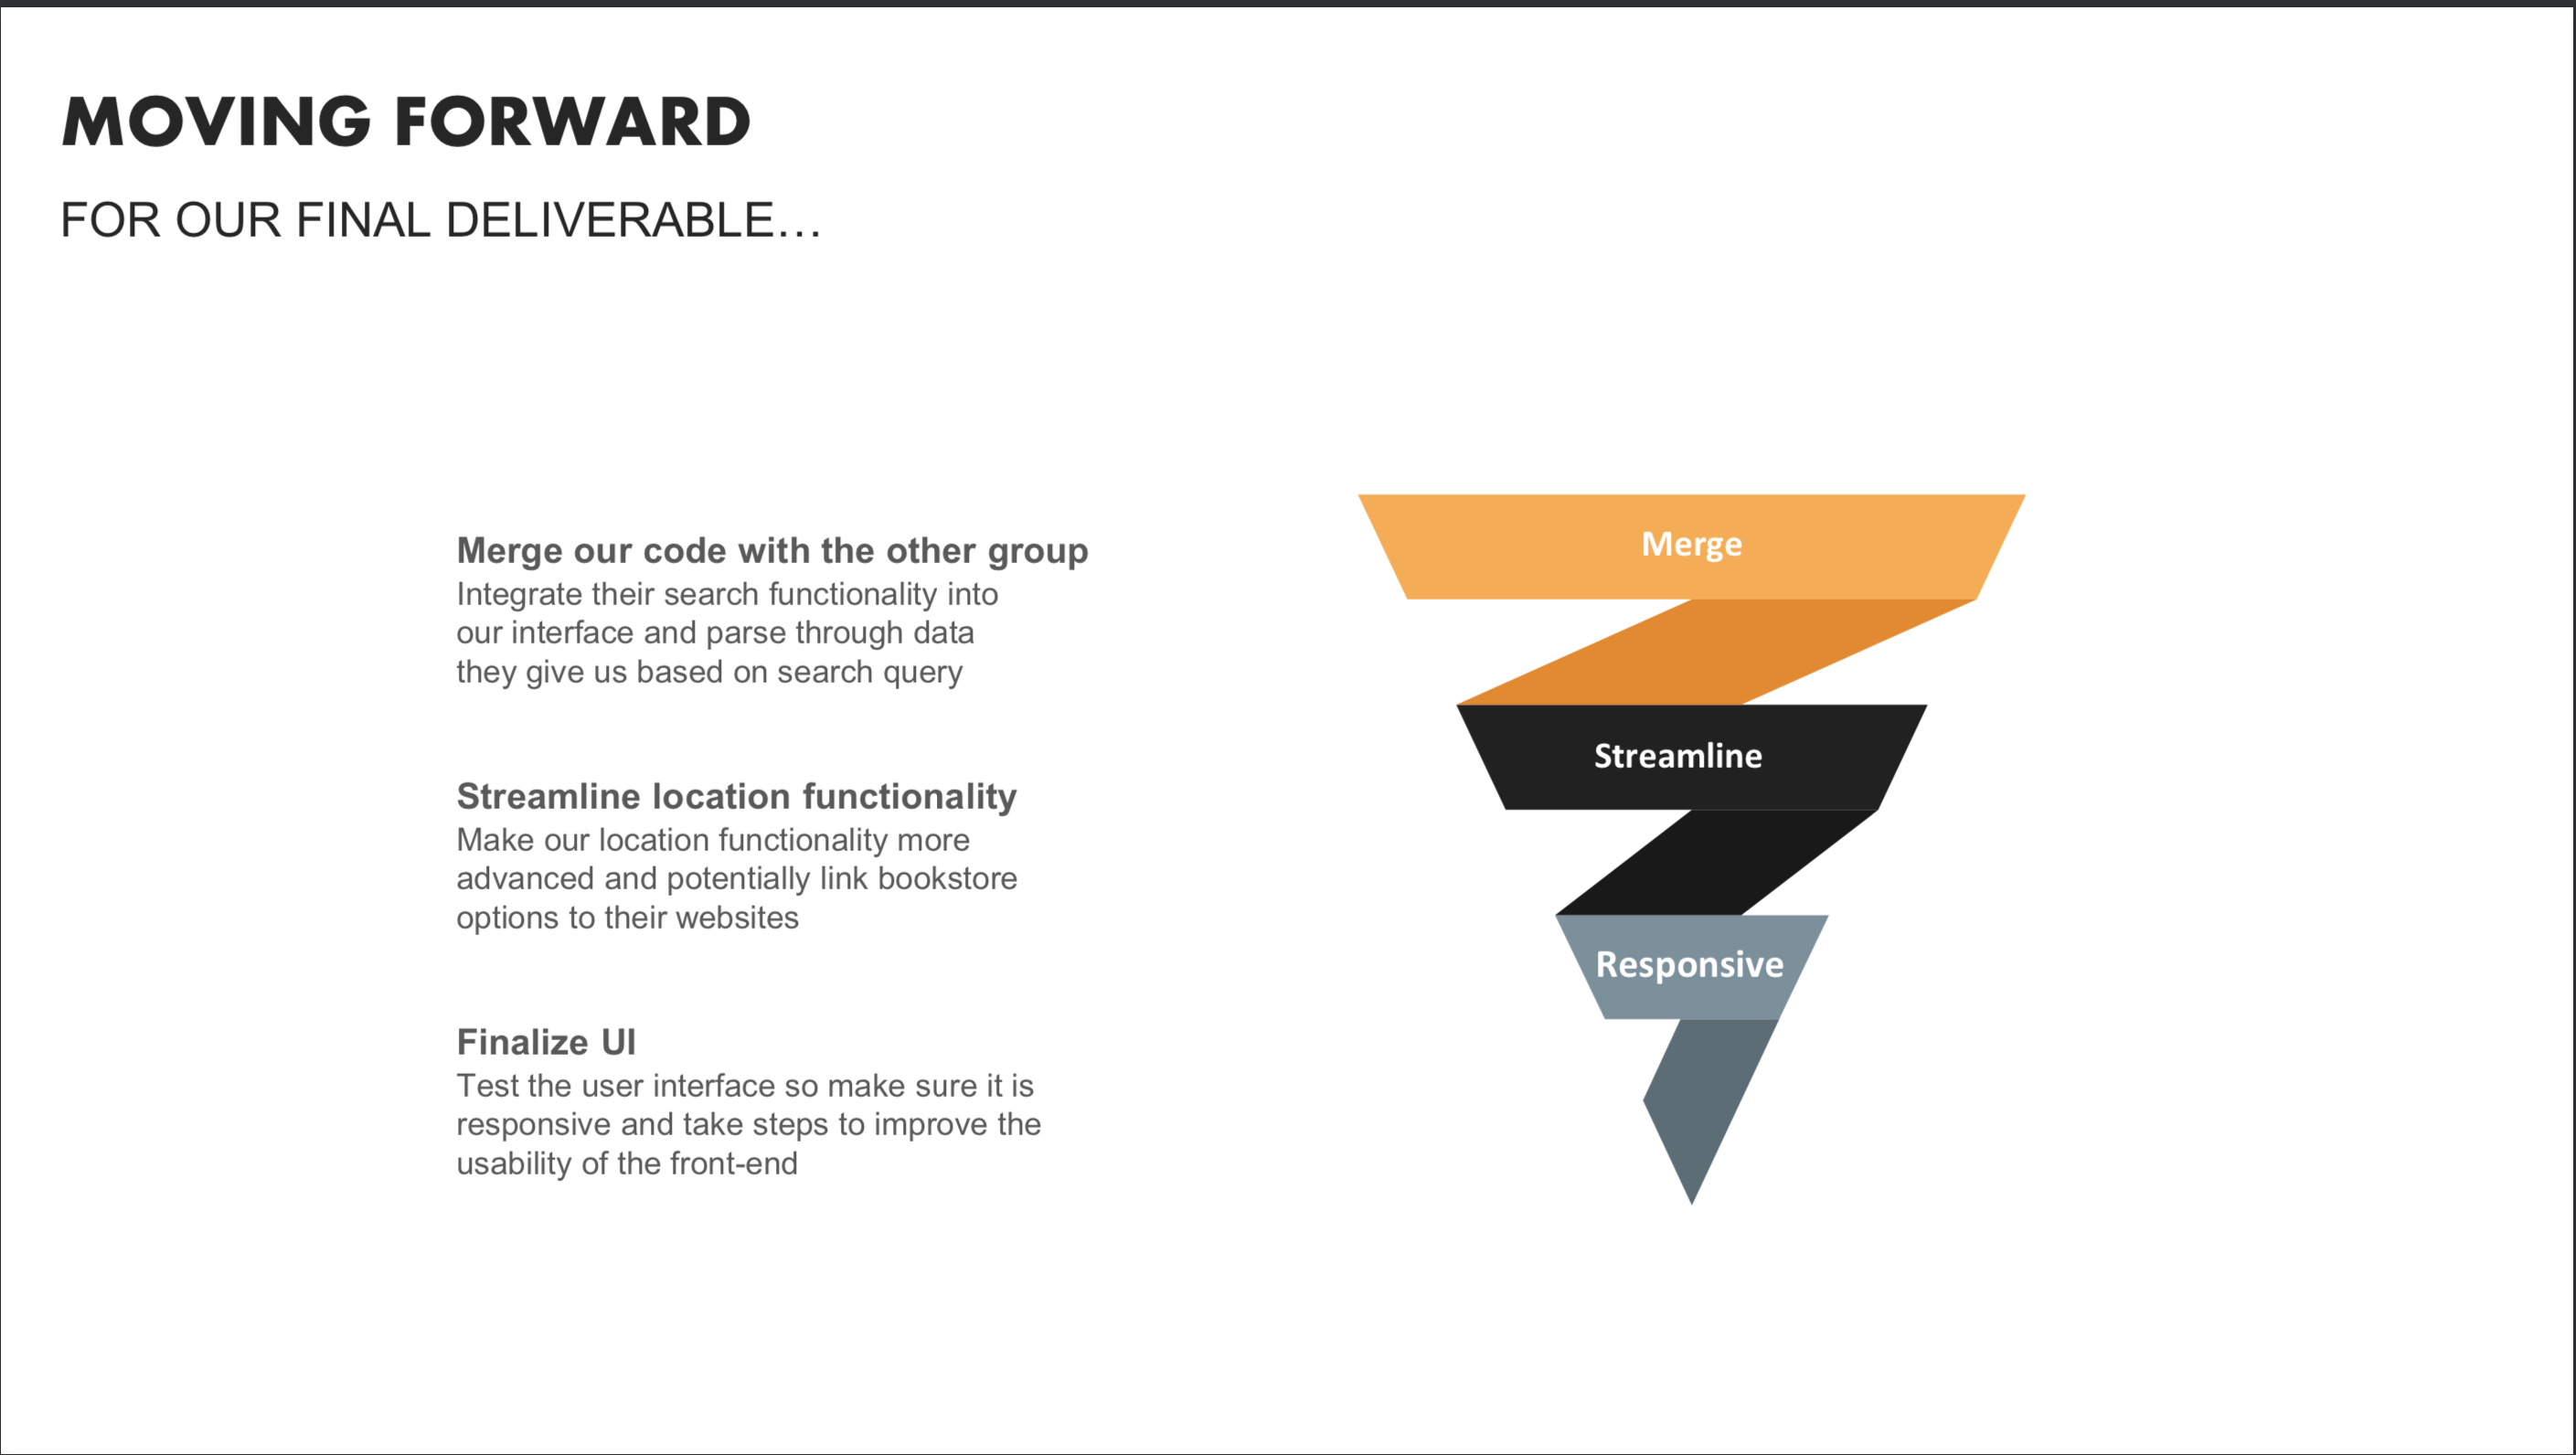 MOVING FORWARD
FOR OUR FINAL DELIVERABLE…
Merge our code with the other group
Integrate their search functionality into
our interface and parse through data
they give us based on search query
Streamline location functionality
Make our location functionality more
advanced and potentially link bookstore
options to their websites
Finalize UI
Test the user interface so make sure it is
responsive and take steps to improve the
usability of the front-end
Merge
Streamline
Responsive